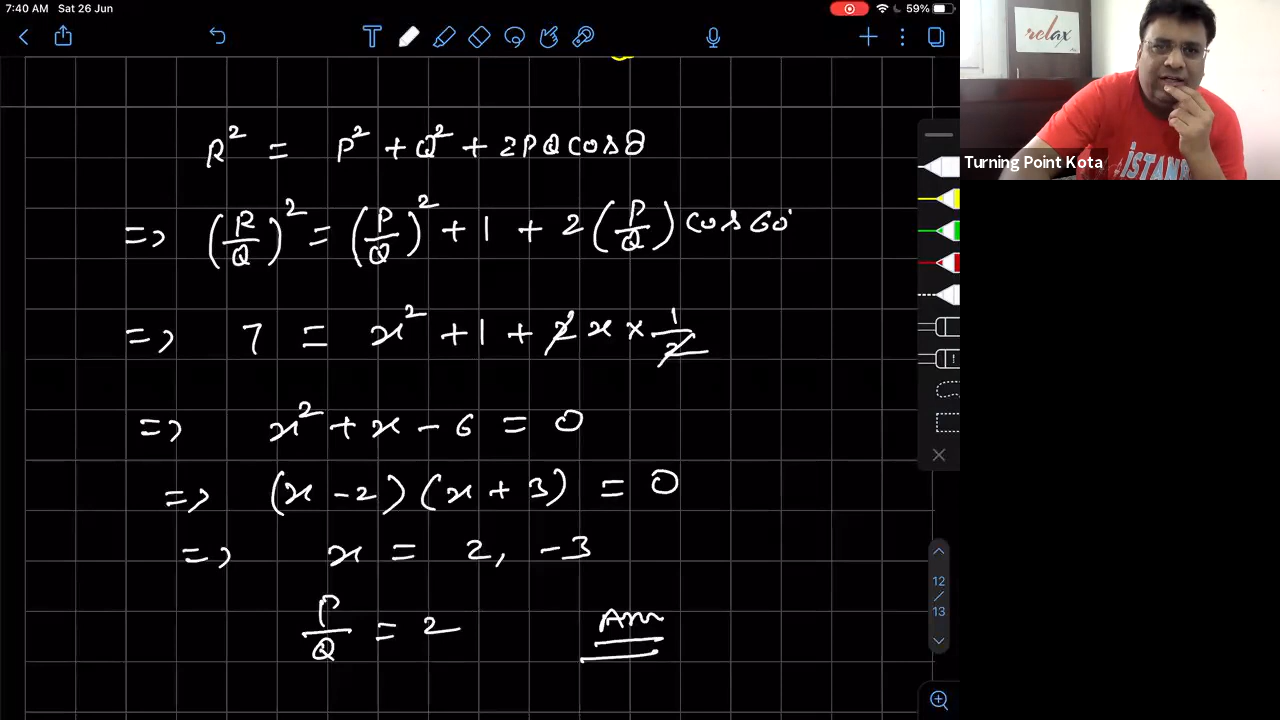 7:40 AM Sat 26 Jun
59%
R² = P² + Q² + 2PQ cosθ
=> (R/Q)² = (P/Q)² + 1 + 2 (P/Q) cos 60°
=> 7 = x² + 1 + 2 x × 1/2
=> x² + x - 6 = 0
=> (x - 2) (x + 3) = 0
=> x = 2, -3
P/Q = 2 Ans
12
/
13
relax
Turning Point Kota
İSTANB